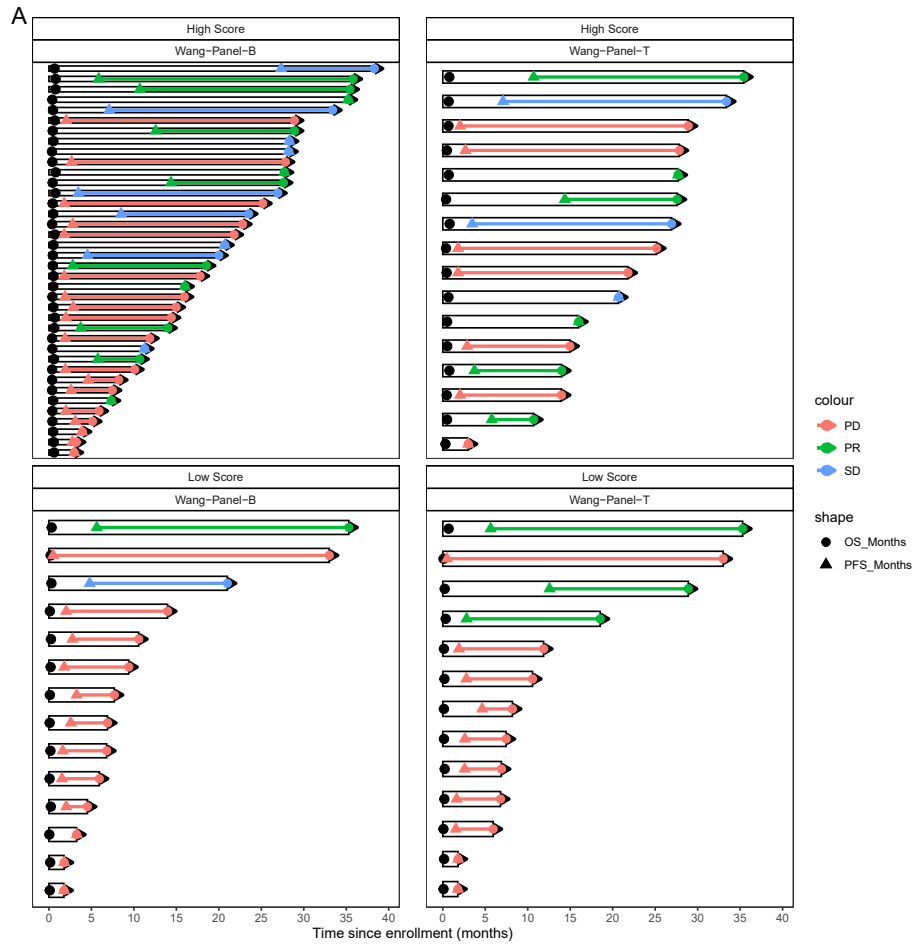 A
High Score
Wang-Panel-B
High Score
Wang-Panel-T
Low Score
Wang-Panel-B
Low Score
Wang-Panel-T
0 5 10 15 20 25 30 35 40
0 5 10 15 20 25 30 35 40
Time since enrollment (months)
colour
PD
PR
SD
shape
OS_Months
PFS_Months